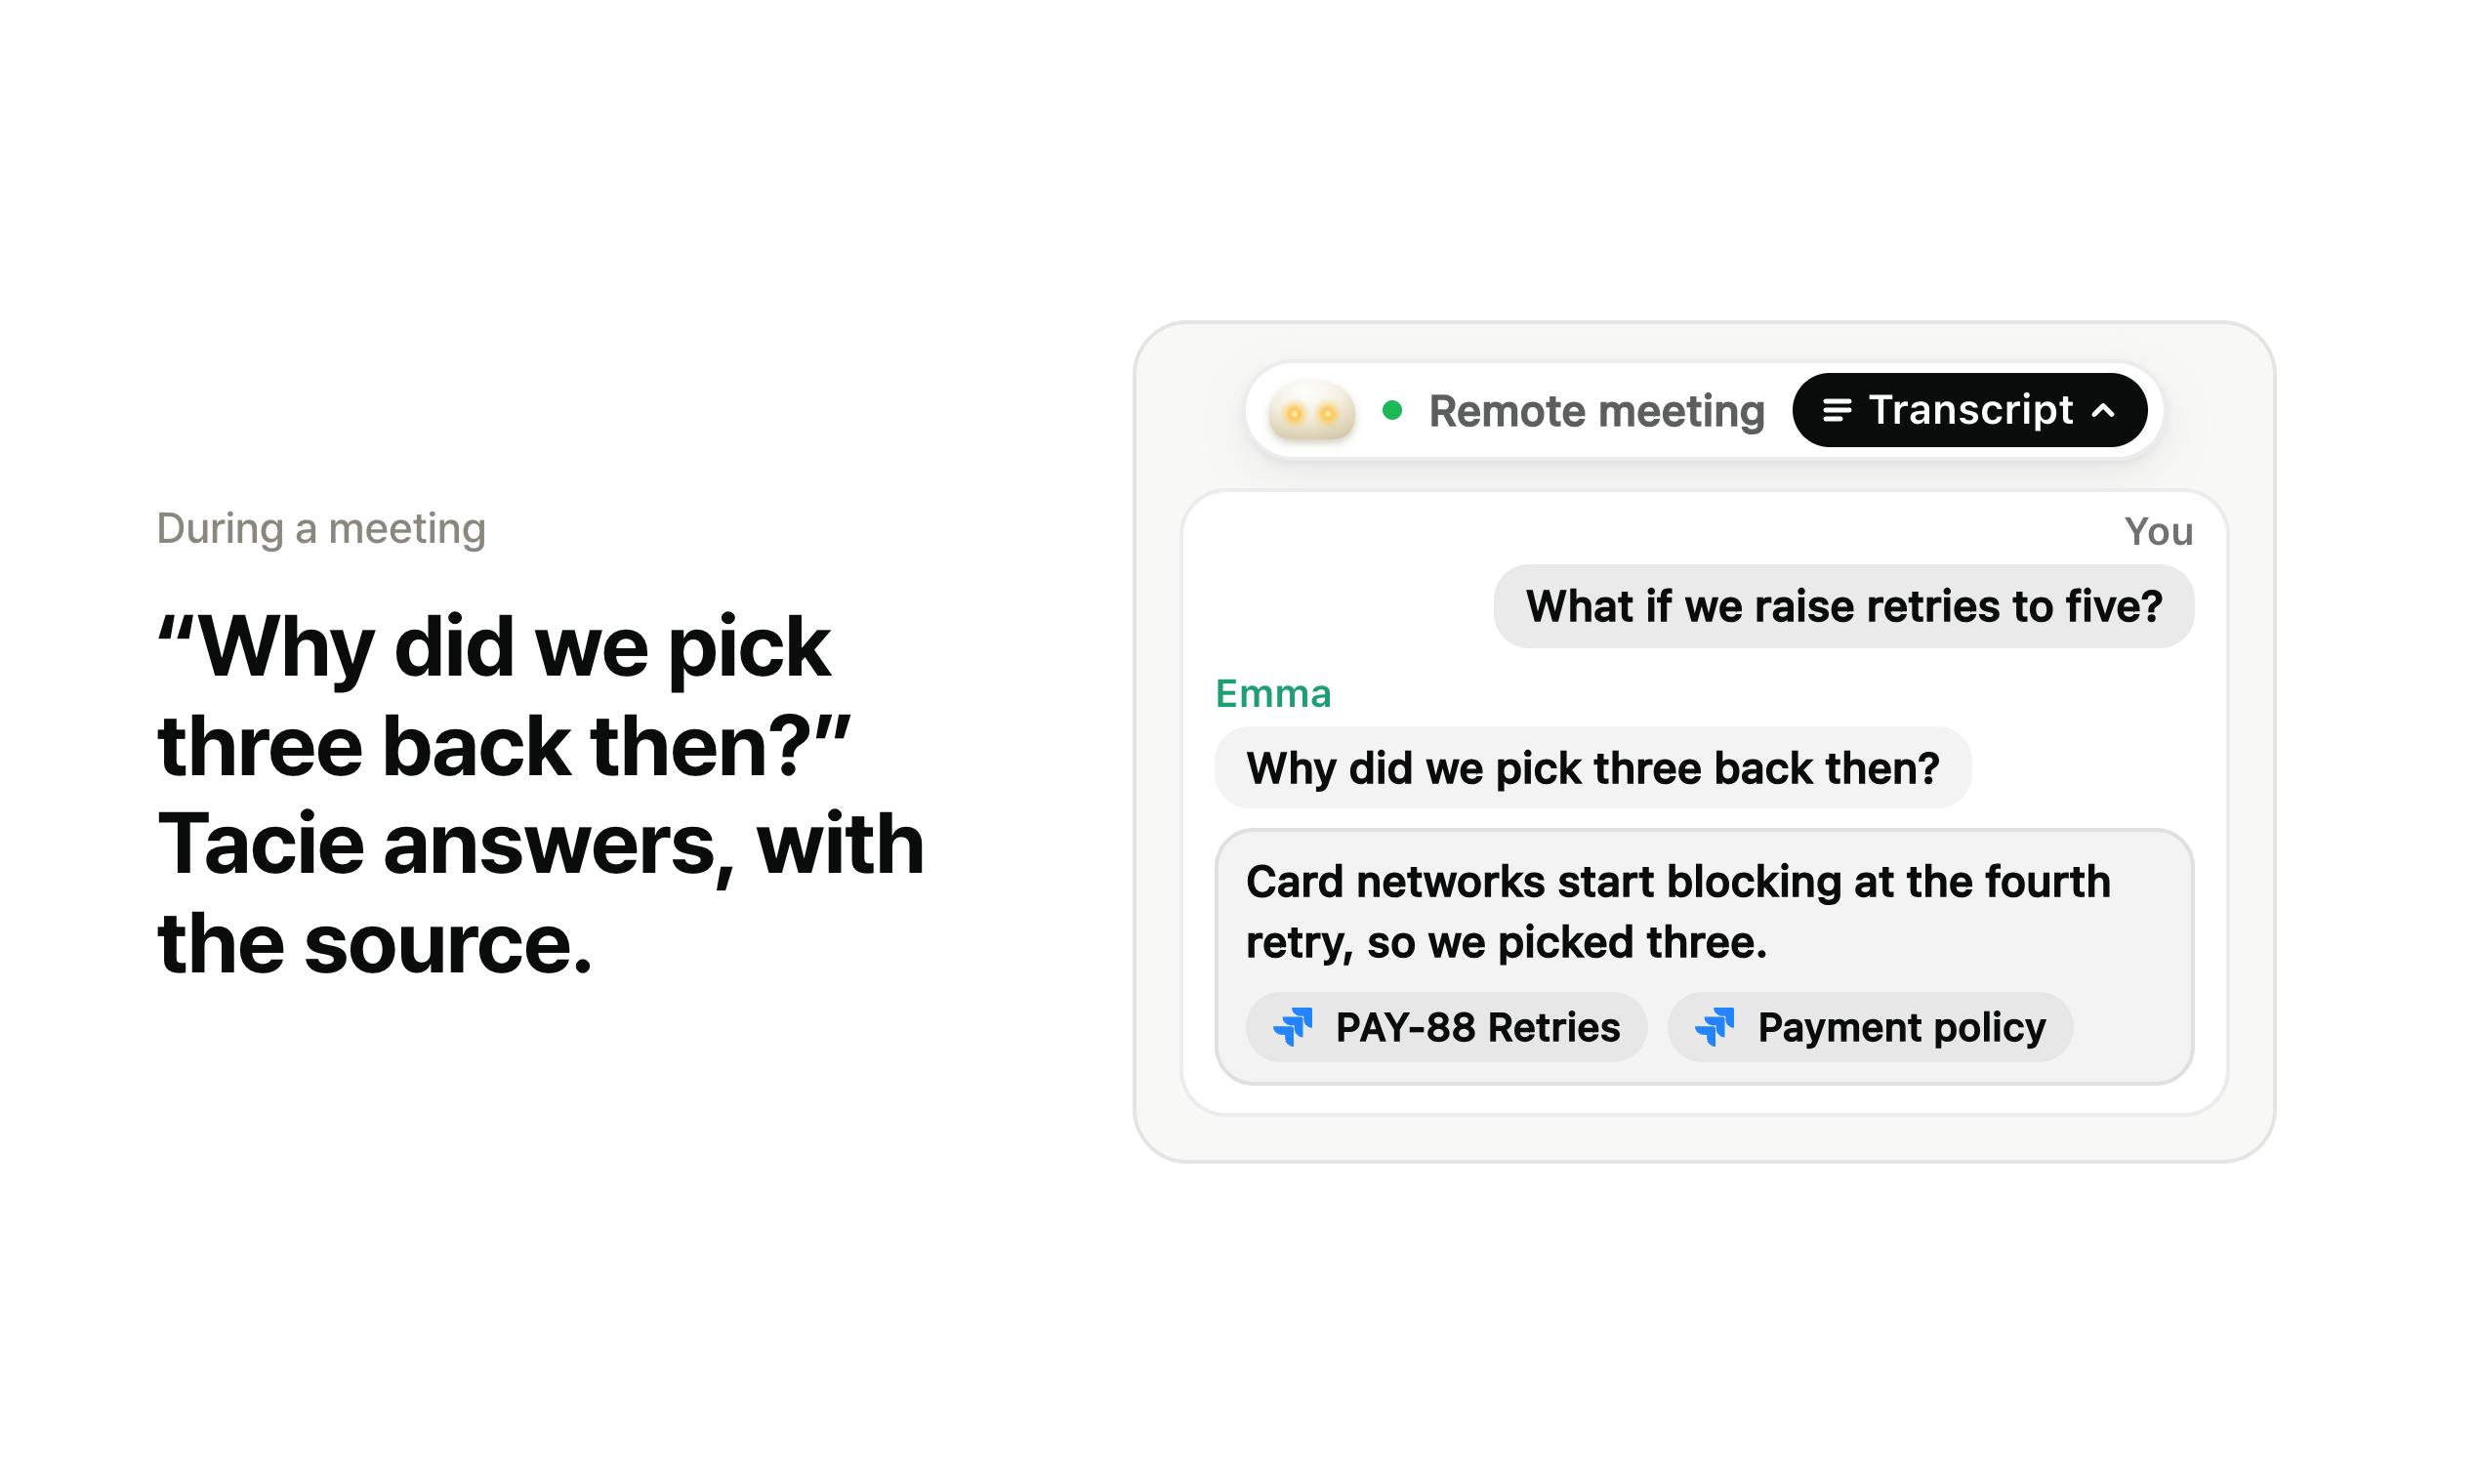 During a meeting
“Why did we pick
three back then?”
Tacie answers, with
the source.
Remote meeting
Transcript
You
What if we raise retries to five?
Emma
Why did we pick three back then?
Card networks start blocking at the fourth
retry, so we picked three.
PAY-88 Retries
Payment policy